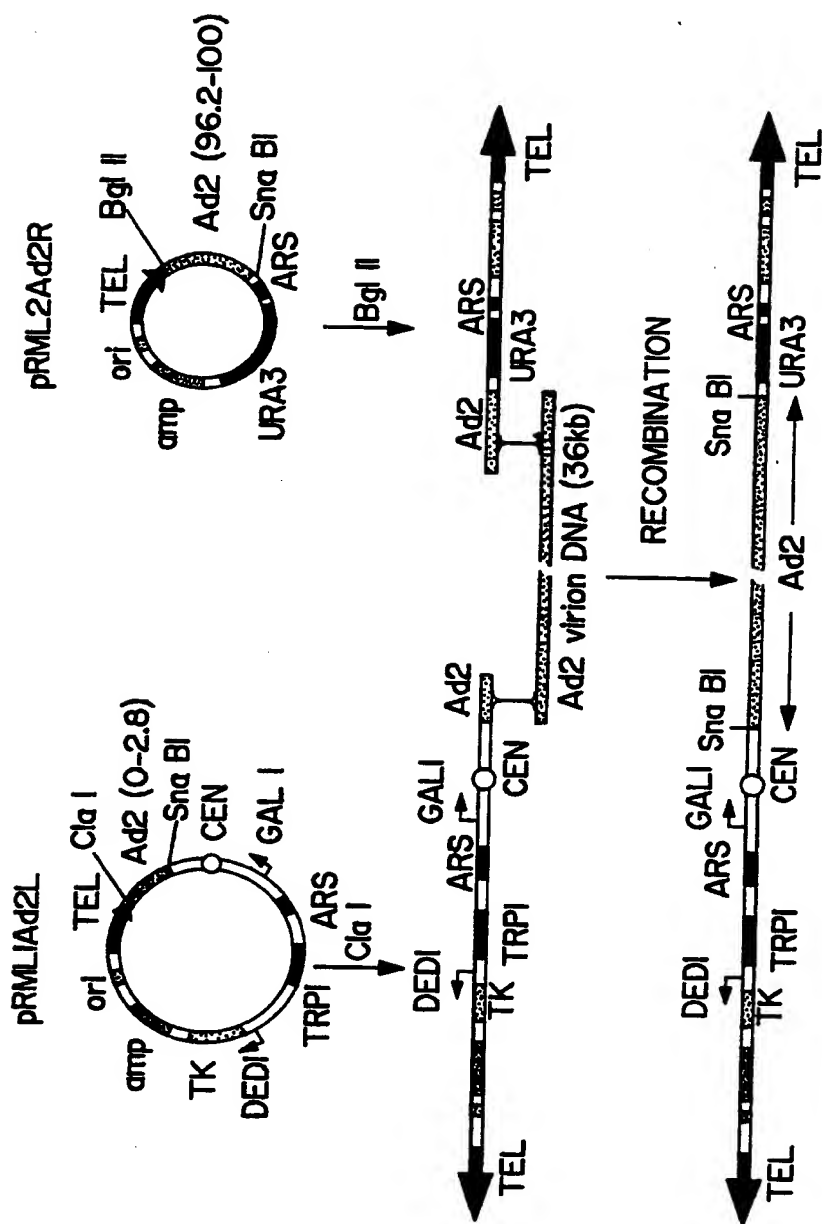 pRML1Ad2L
Cla I
TEL
Ad2 (0-2.8)
Sna BI
CEN
GAL I
ori
amp
TK
DEDI
TRPI
ARS
Cla I
pRML2Ad2R
Bgl II
TEL
Ad2 (96.2-100)
Sna BI
ARS
ori
amp
URA3
Bgl II
DEDI
GALI
Ad2
Ad2
ARS
TEL
TK
TRPI
ARS
CEN
URA3
TEL
Ad2 virion DNA (36kb)
RECOMBINATION
DEDI
GALI
Sna BI
Sna BI
ARS
TEL
TK
TRPI
ARS
CEN
Ad2
URA3
TEL